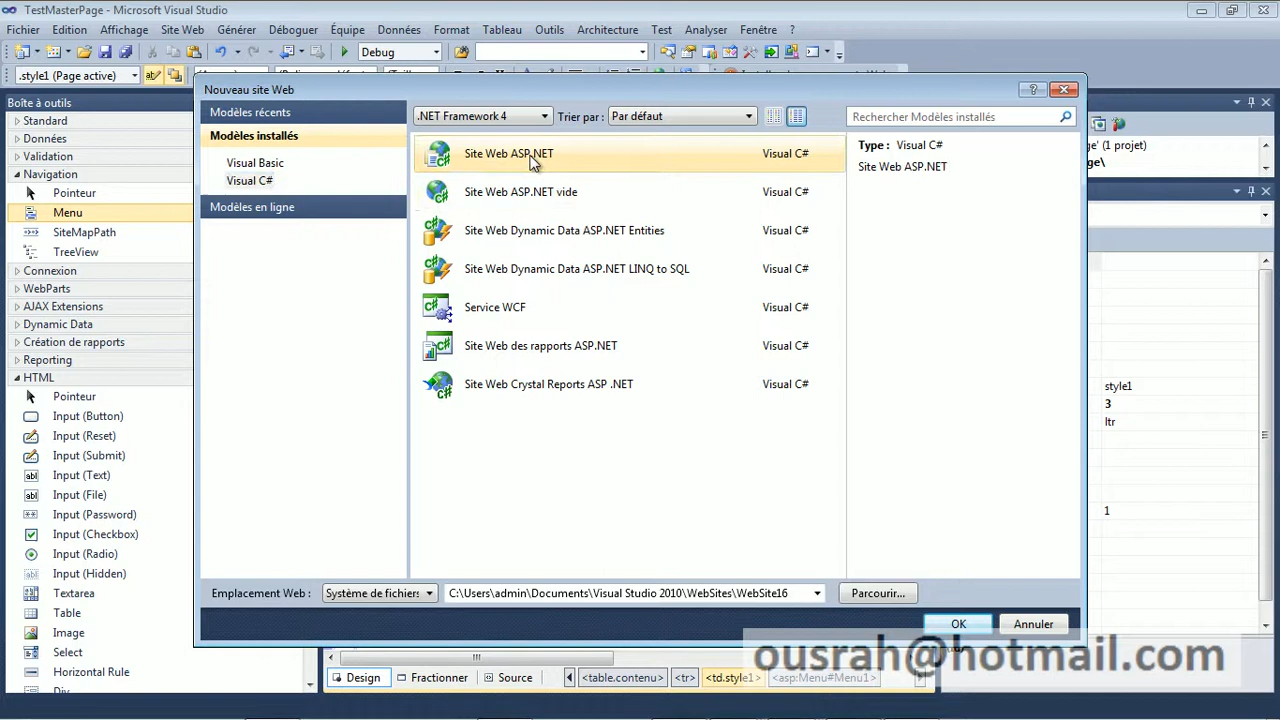 TestMasterPage - Microsoft Visual Studio
Fichier Edition Affichage Site Web Générer Déboguer Équipe Données Format Tableau Outils Architecture Test Analyser Fenêtre ?
Debug
.style1 (Page active)
Boîte à outils
Standard
Données
Validation
Navigation
Pointeur
Menu
SiteMapPath
TreeView
Connexion
WebParts
AJAX Extensions
Dynamic Data
Création de rapports
Reporting
HTML
Pointeur
Input (Button)
Input (Reset)
Input (Submit)
Input (Text)
Input (File)
Input (Password)
Input (Checkbox)
Input (Radio)
Input (Hidden)
Textarea
Table
Image
Select
Horizontal Rule
Div
Nouveau site Web
Modèles récents
Modèles installés
Visual Basic
Visual C#
Modèles en ligne
.NET Framework 4 Trier par : Par défaut
Site Web ASP.NET Visual C#
Site Web ASP.NET vide Visual C#
Site Web Dynamic Data ASP.NET Entities Visual C#
Site Web Dynamic Data ASP.NET LINQ to SQL Visual C#
Service WCF Visual C#
Site Web des rapports ASP.NET Visual C#
Site Web Crystal Reports ASP .NET Visual C#
Rechercher Modèles installés
Type : Visual C#
Site Web ASP.NET
Emplacement Web : Système de fichiers C:\Users\admin\Documents\Visual Studio 2010\WebSites\WebSite16 Parcourir...
OK Annuler
(1 projet)
style1
3
ltr
1
Design Fractionner Source <table.contenu> <tr> <td.style1> <asp:Menu#Menu1>
ousrah@hotmail.com